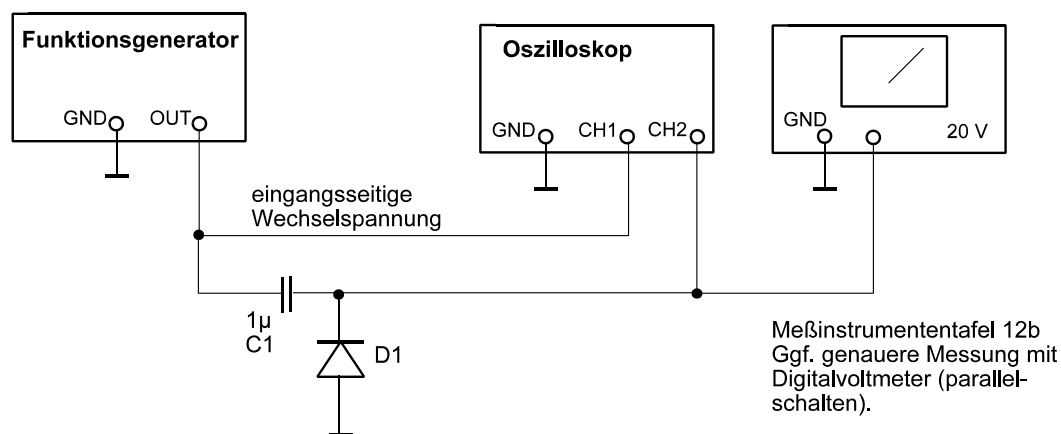 Funktionsgenerator
GND
OUT
Oszilloskop
GND
CH1
CH2
GND
20 V
eingangsseitige
Wechselspannung
1µ
C1
D1
Meßinstrumententafel 12b
Ggf. genauere Messung mit
Digitalvoltmeter (parallel-
schalten).